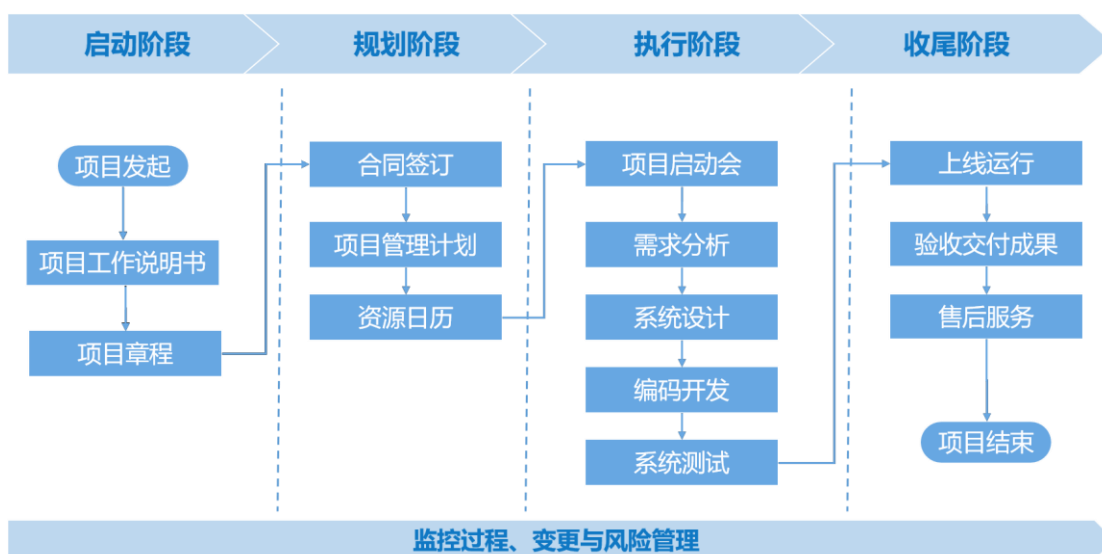 启动阶段
规划阶段
执行阶段
收尾阶段
项目发起
项目工作说明书
项目章程
合同签订
项目管理计划
资源日历
项目启动会
需求分析
系统设计
编码开发
系统测试
上线运行
验收交付成果
售后服务
项目结束
监控过程、变更与风险管理